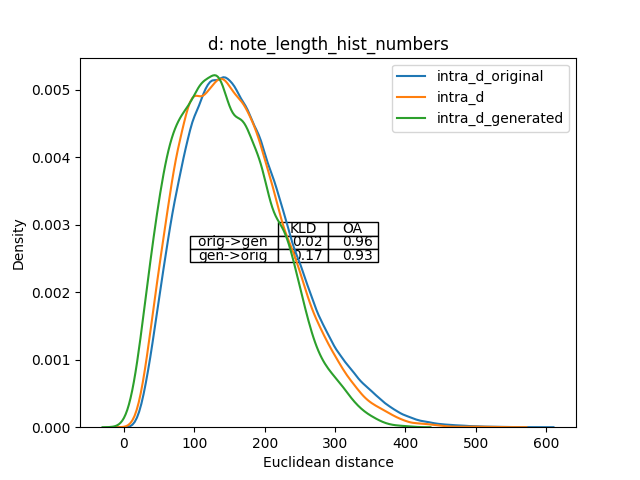 d: note_length_hist_numbers
intra_d_original
intra_d
intra_d_generated
0.005
0.004
0.003
0.002
0.001
0.000
Density
KLD OA
orig->gen 0.02 0.96
gen->orig 0.17 0.93
0 100 200 300 400 500 600
Euclidean distance